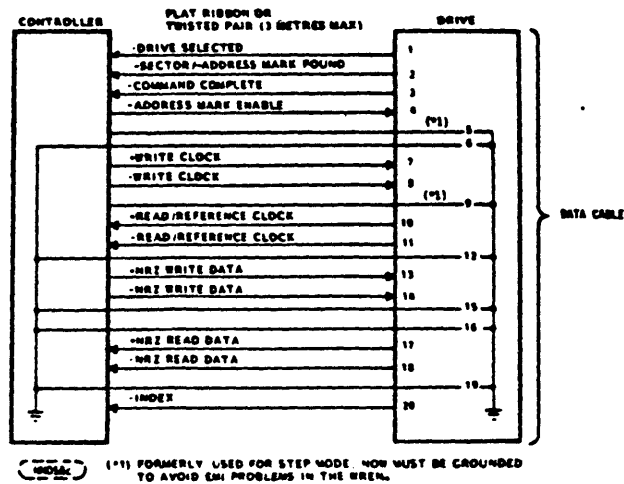 FLAT RIBBON OR
TWISTED PAIR (3 METRES MAX)
CONTROLLER
DRIVE
-DRIVE SELECTED
1
-SECTOR/-ADDRESS MARK FOUND
2
-COMMAND COMPLETE
3
-ADDRESS MARK ENABLE
4
(*1)
5
6
+WRITE CLOCK
7
-WRITE CLOCK
8
(*1)
9
+READ/REFERENCE CLOCK
10
-READ/REFERENCE CLOCK
11
12
+NRZ WRITE DATA
13
-NRZ WRITE DATA
14
15
16
+NRZ READ DATA
17
-NRZ READ DATA
18
19
-INDEX
20
DATA CABLE
(*1) FORMERLY USED FOR STEP MODE. NOW MUST BE GROUNDED
TO AVOID EMI PROBLEMS IN THE WREN.